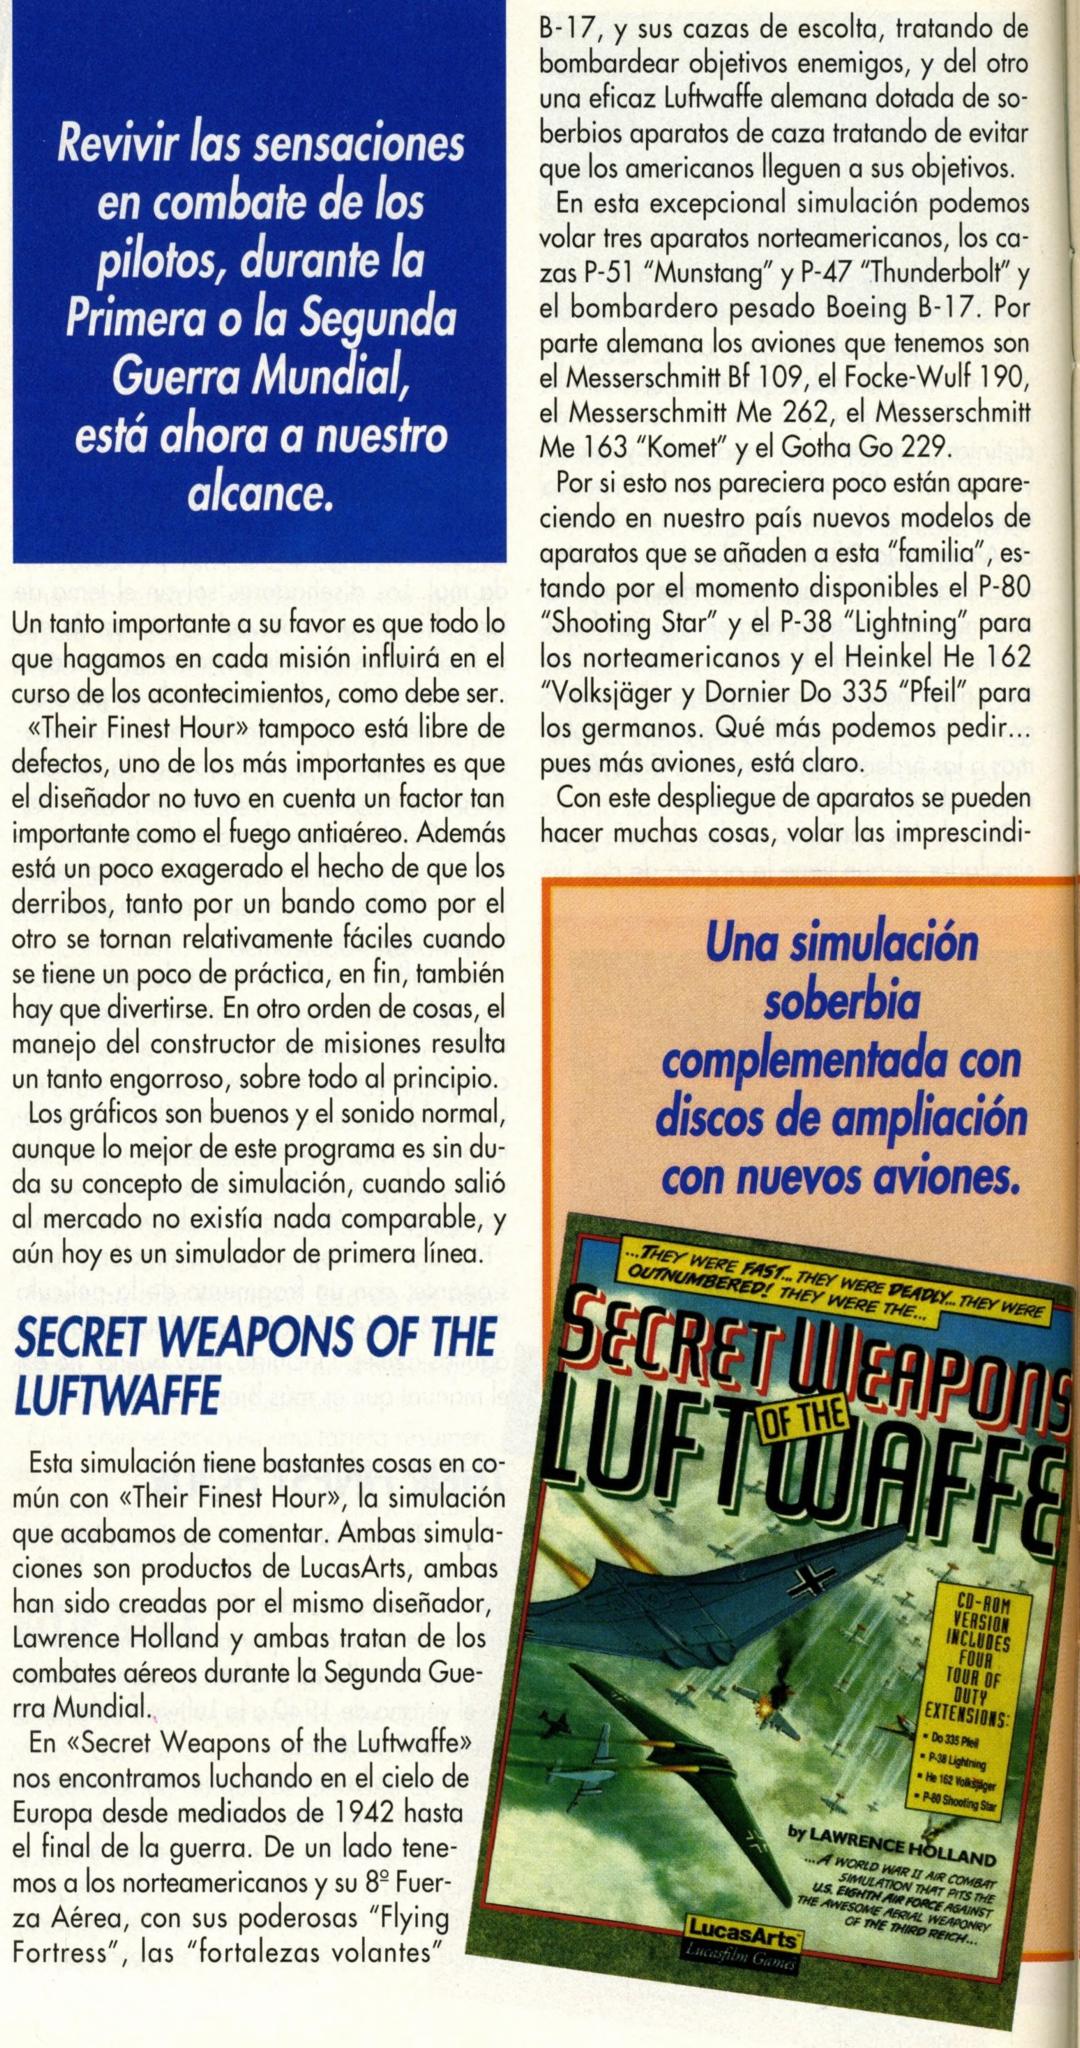 Revivir las sensaciones
en combate de los
pilotos, durante la
Primera o la Segunda
Guerra Mundial,
está ahora a nuestro
alcance.
Un tanto importante a su favor es que todo lo
que hagamos en cada misión influirá en el
curso de los acontecimientos, como debe ser.
«Their Finest Hour» tampoco está libre de
defectos, uno de los más importantes es que
el diseñador no tuvo en cuenta un factor tan
importante como el fuego antiaéreo. Además
está un poco exagerado el hecho de que los
derribos, tanto por un bando como por el
otro se tornan relativamente fáciles cuando
se tiene un poco de práctica, en fin, también
hay que divertirse. En otro orden de cosas, el
manejo del constructor de misiones resulta
un tanto engorroso, sobre todo al principio.
Los gráficos son buenos y el sonido normal,
aunque lo mejor de este programa es sin du-
da su concepto de simulación, cuando salió
al mercado no existía nada comparable, y
aún hoy es un simulador de primera línea.
SECRET WEAPONS OF THE
LUFTWAFFE
Esta simulación tiene bastantes cosas en co-
mún con «Their Finest Hour», la simulación
que acabamos de comentar. Ambas simula-
ciones son productos de LucasArts, ambas
han sido creadas por el mismo diseñador,
Lawrence Holland y ambas tratan de los
combates aéreos durante la Segunda Gue-
rra Mundial.
En «Secret Weapons of the Luftwaffe»
nos encontramos luchando en el cielo de
Europa desde mediados de 1942 hasta
el final de la guerra. De un lado tene-
mos a los norteamericanos y su 8º Fuer-
za Aérea, con sus poderosas "Flying
Fortress", las "fortalezas volantes"
B-17, y sus cazas de escolta, tratando de
bombardear objetivos enemigos, y del otro
una eficaz Luftwaffe alemana dotada de so-
berbios aparatos de caza tratando de evitar
que los americanos lleguen a sus objetivos.
En esta excepcional simulación podemos
volar tres aparatos norteamericanos, los ca-
zas P-51 "Munstang" y P-47 "Thunderbolt" y
el bombardero pesado Boeing B-17. Por
parte alemana los aviones que tenemos son
el Messerschmitt Bf 109, el Focke-Wulf 190,
el Messerschmitt Me 262, el Messerschmitt
Me 163 "Komet" y el Gotha Go 229.
Por si esto nos pareciera poco están apare-
ciendo en nuestro país nuevos modelos de
aparatos que se añaden a esta "familia", es-
tando por el momento disponibles el P-80
"Shooting Star" y el P-38 "Lightning" para
los norteamericanos y el Heinkel He 162
"Volksjäger y Dornier Do 335 "Pfeil" para
los germanos. Qué más podemos pedir...
pues más aviones, está claro.
Con este despliegue de aparatos se pueden
hacer muchas cosas, volar las imprescindi-
Una simulación
soberbia
complementada con
discos de ampliación
con nuevos aviones.
...THEY WERE FAST... THEY WERE DEADLY... THEY WERE
OUTNUMBERED! THEY WERE THE...
SECRET WEAPONS
OF THE
LUFTWAFFE
CD-ROM
VERSION
INCLUDES
FOUR
TOUR OF
DUTY
EXTENSIONS:
• Do 335 Pfeil
• P-38 Lightning
• He 162 Volksjäger
• P-80 Shooting Star
by LAWRENCE HOLLAND
...A WORLD WAR II AIR COMBAT
SIMULATION THAT PITS THE
U.S. EIGHTH AIR FORCE AGAINST
THE AWESOME AERIAL WEAPONRY
OF THE THIRD REICH...
LucasArts
Lucasfilm Games